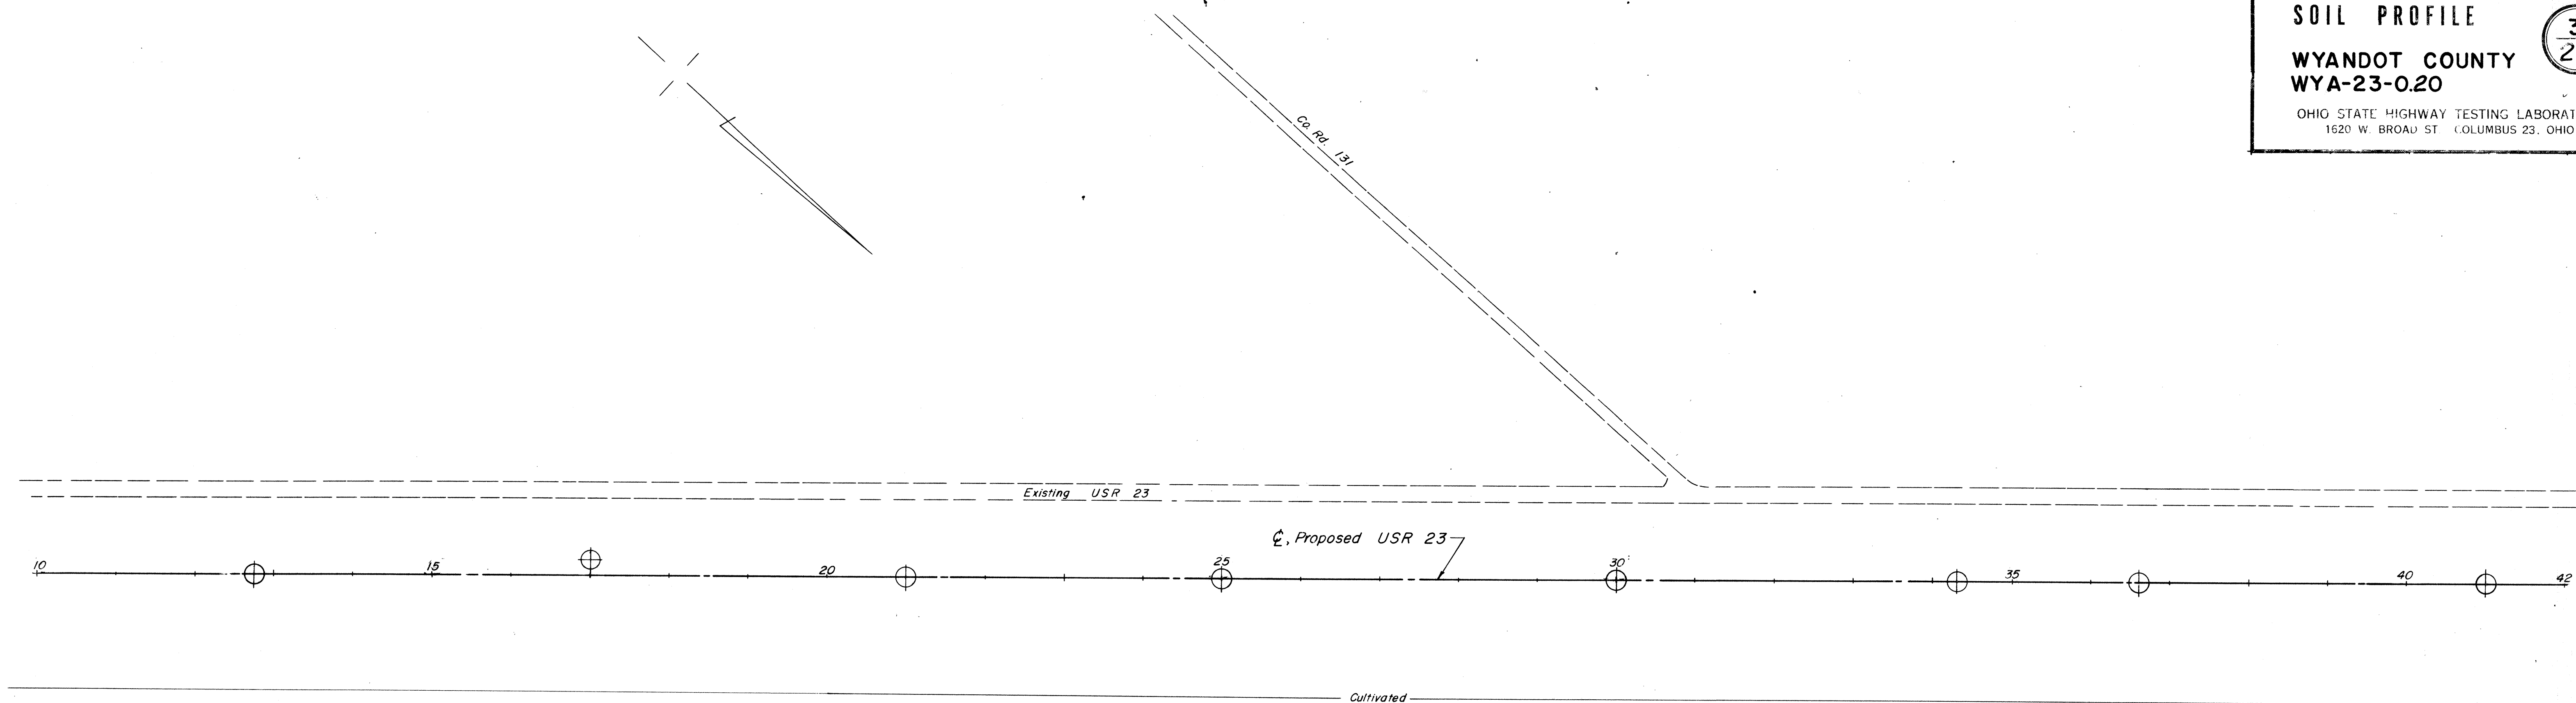 SOIL PROFILE
WYANDOT COUNTY
WYA-23-0.20
OHIO STATE HIGHWAY TESTING
1620 W. BROAD ST COLUMBUS 23, OHIO
Co. Rd. 131
Existing USR 23
℄, Proposed USR 23
10 15 20 25 30 35 40 42
Cultivated